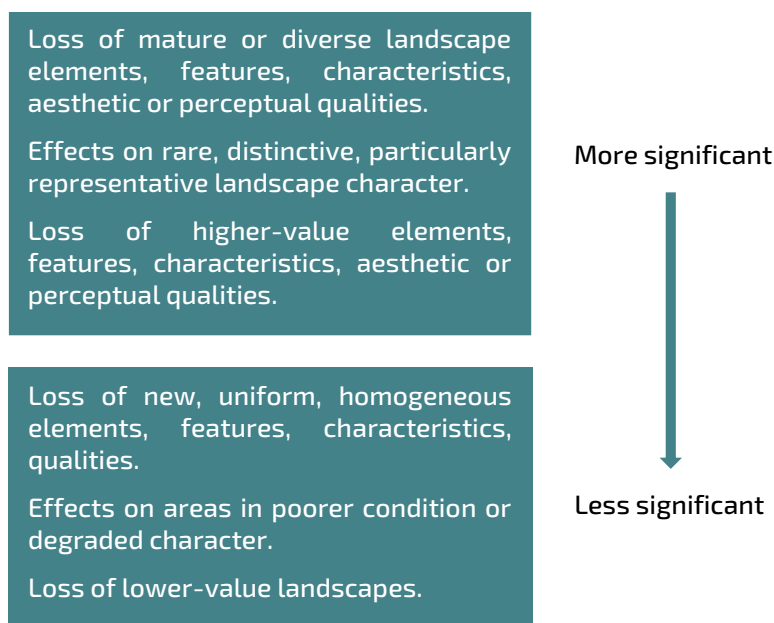 Loss of mature or diverse landscape
elements, features, characteristics,
aesthetic or perceptual qualities.
Effects on rare, distinctive, particularly
representative landscape character.
Loss of higher-value elements,
features, characteristics, aesthetic or
perceptual qualities.
More significant
Loss of new, uniform, homogeneous
elements, features, characteristics,
qualities.
Effects on areas in poorer condition or
degraded character.
Loss of lower-value landscapes.
Less significant